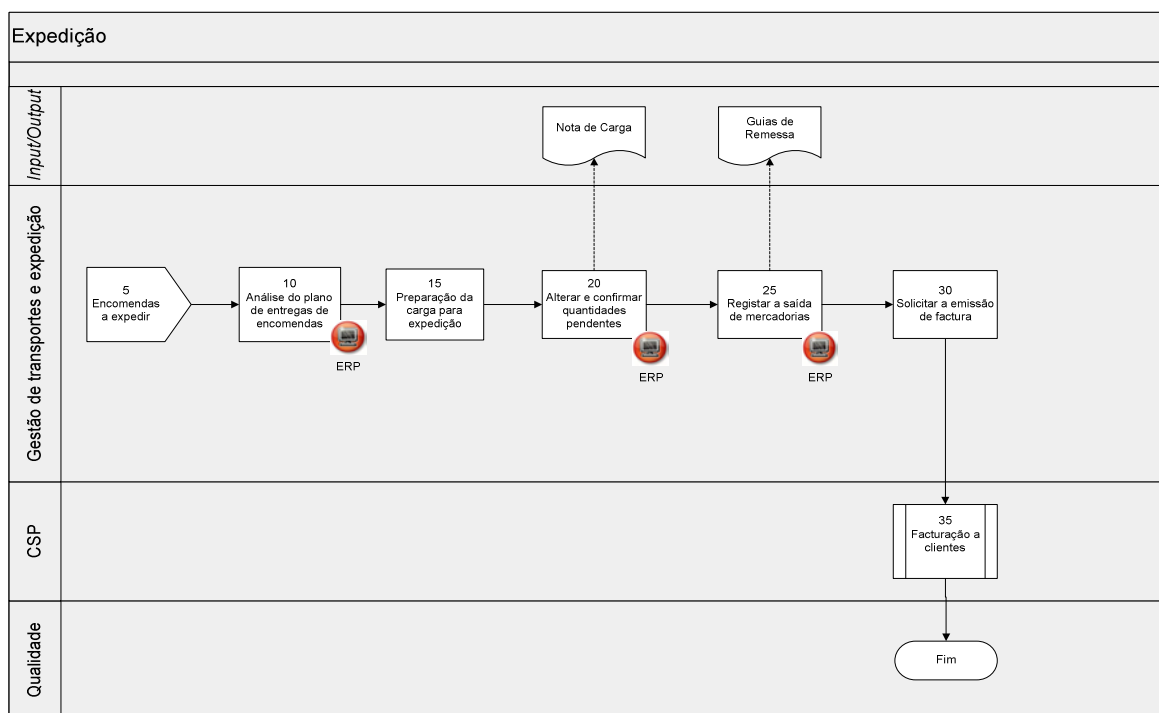 Expedição
Input/Output
Nota de Carga
Guias de
Remessa
Gestão de transportes e expedição
5
Encomendas
a expedir
10
Análise do plano
de entregas de
encomendas
ERP
15
Preparação da
carga para
expedição
20
Alterar e confirmar
quantidades
pendentes
ERP
25
Registar a saída
de mercadorias
ERP
30
Solicitar a emissão
de factura
CSP
35
Facturação a
clientes
Qualidade
Fim